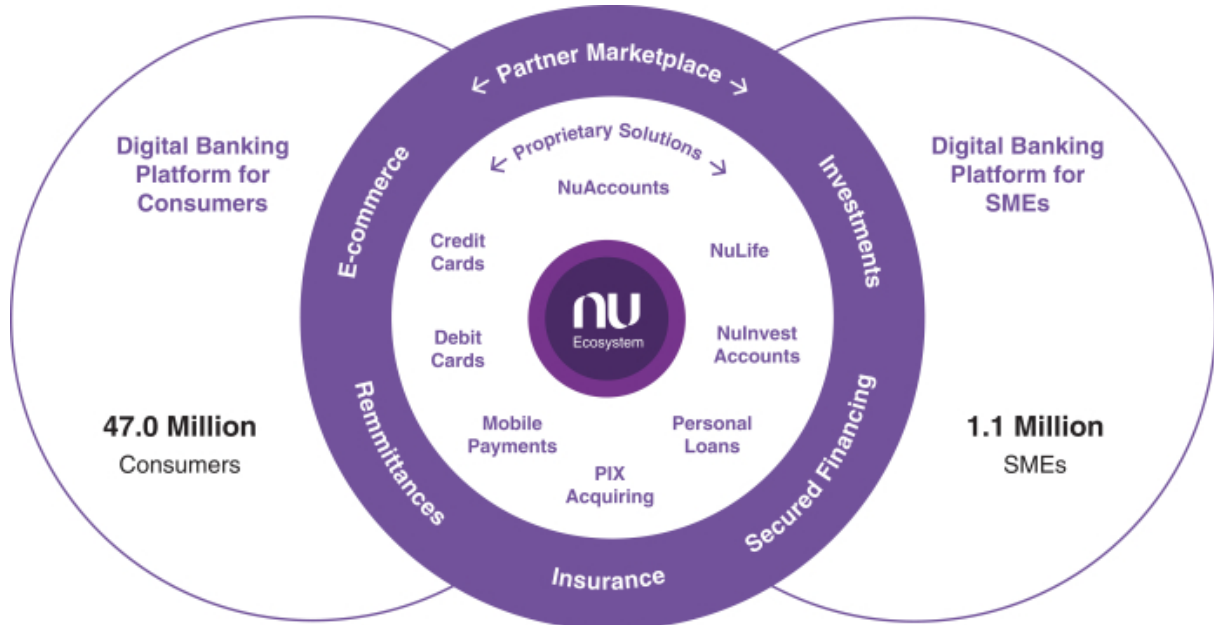 ← Partner Marketplace →
E-commerce
Investments
Remmittances
Secured Financing
Insurance
← Proprietary Solutions →
NuAccounts
Credit
Cards
NuLife
Debit
Cards
NuInvest
Accounts
Mobile
Payments
Personal
Loans
PIX
Acquiring
nu
Ecosystem
Digital Banking
Platform for
Consumers
47.0 Million
Consumers
Digital Banking
Platform for
SMEs
1.1 Million
SMEs